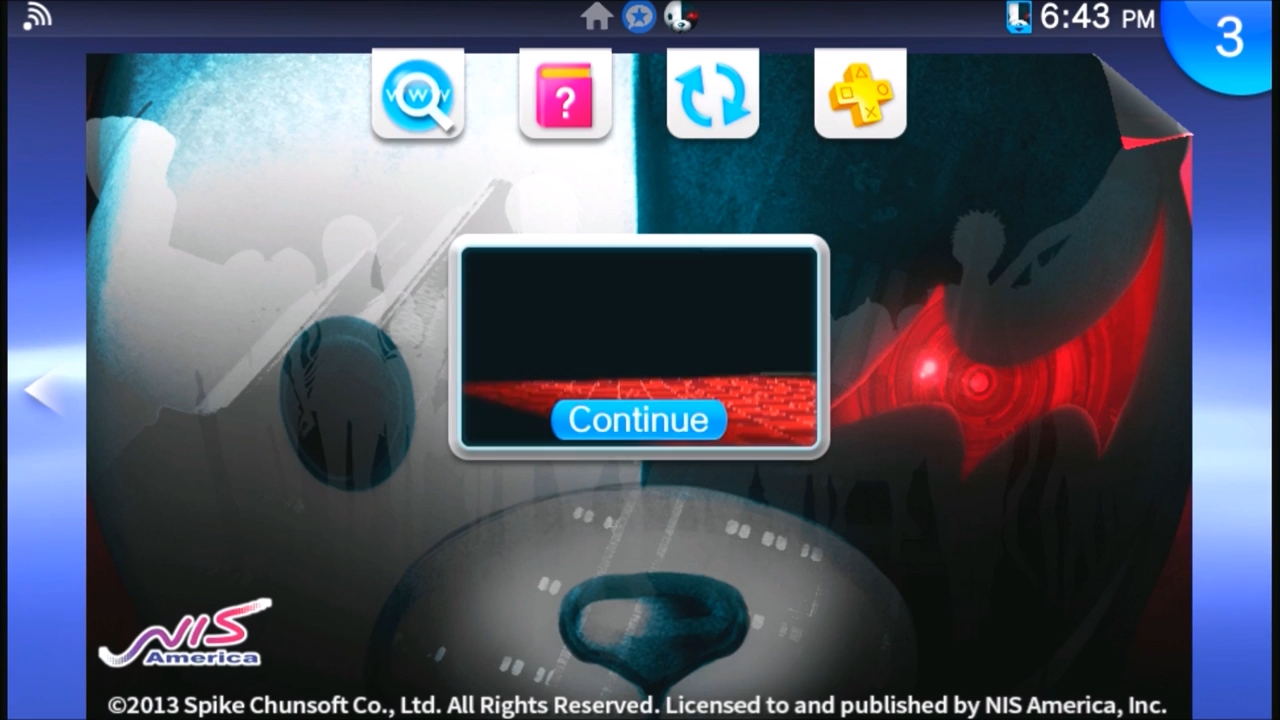 6:43 PM
3
WWW
?
Continue
NIS
America
©2013 Spike Chunsoft Co., Ltd. All Rights Reserved. Licensed to and published by NIS America, Inc.